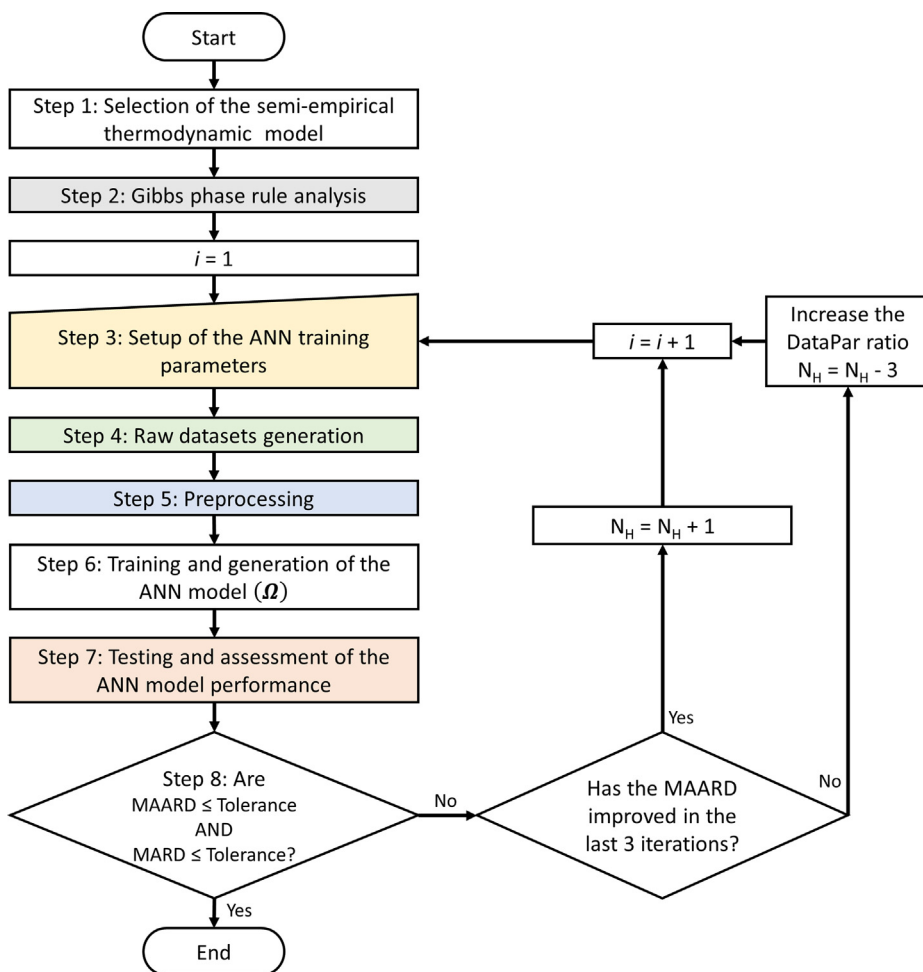 Start
Step 1: Selection of the semi-empirical
thermodynamic model
Step 2: Gibbs phase rule analysis
i = 1
Step 3: Setup of the ANN training
parameters
Step 4: Raw datasets generation
Step 5: Preprocessing
Step 6: Training and generation of the
ANN model (Ω)
Step 7: Testing and assessment of the
ANN model performance
Step 8: Are
MAARD ≤ Tolerance
AND
MARD ≤ Tolerance?
Yes
End
No
Has the MAARD
improved in the
last 3 iterations?
Yes
N_H = N_H + 1
i = i + 1
No
Increase the
DataPar ratio
N_H = N_H - 3